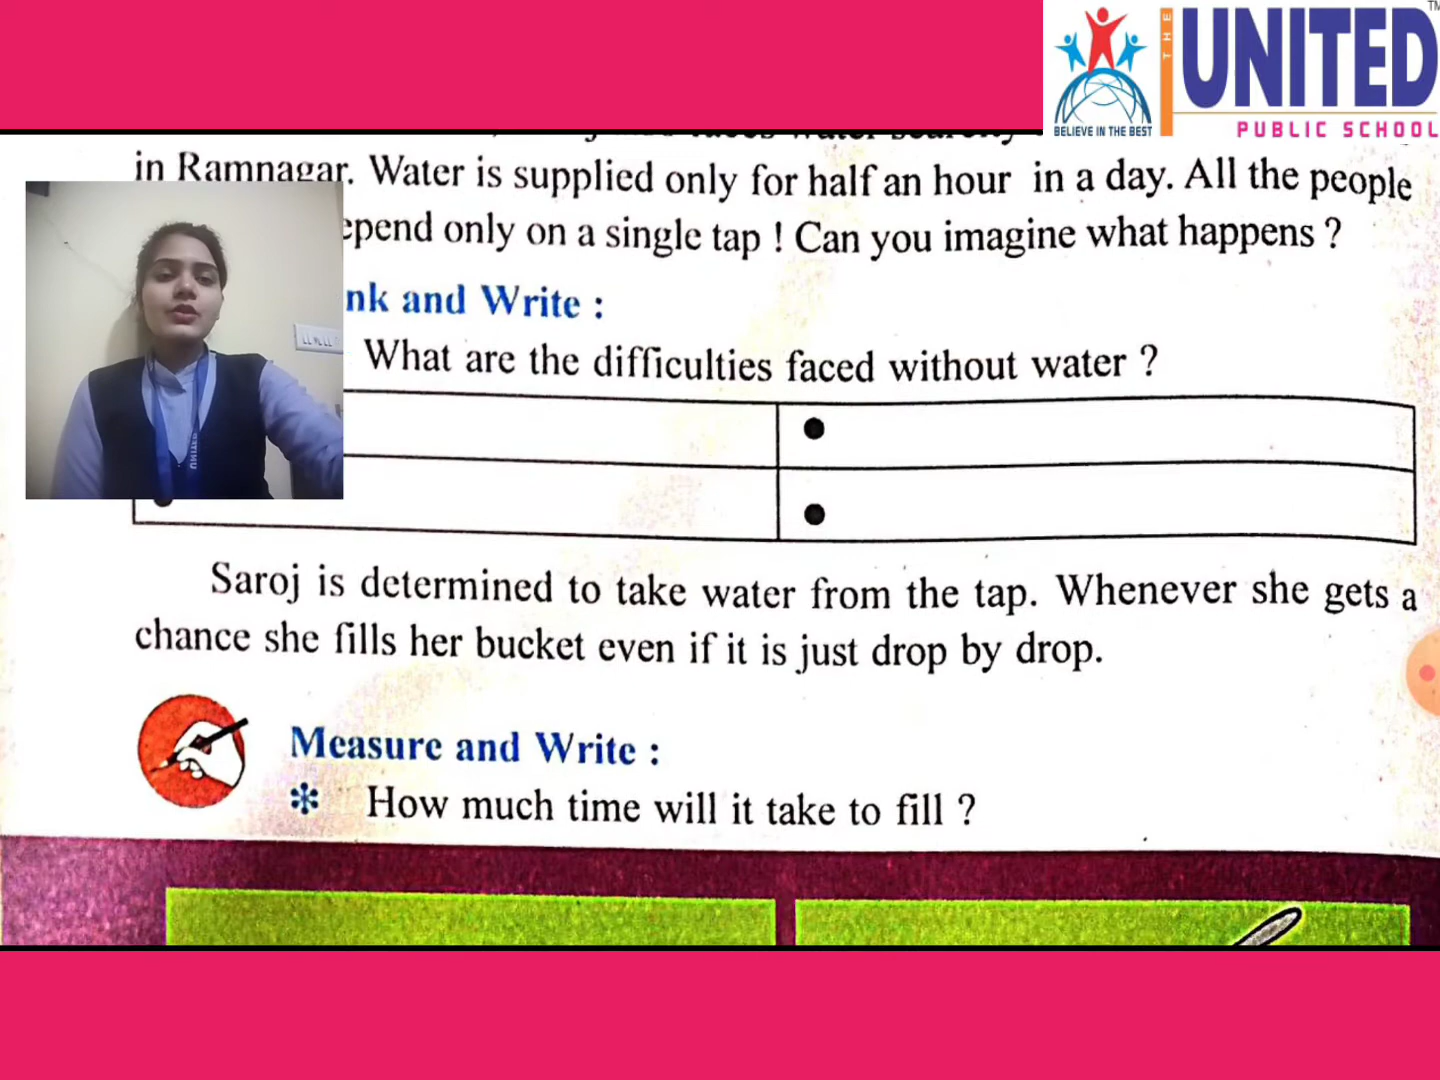 THE UNITED
TM
PUBLIC SCHOOL
BELIEVE IN THE BEST
water scarcity
in Ramnagar. Water is supplied only for half an hour in a day. All the people
epend only on a single tap ! Can you imagine what happens ?
nk and Write :
What are the difficulties faced without water ?
Saroj is determined to take water from the tap. Whenever she gets a
chance she fills her bucket even if it is just drop by drop.
Measure and Write :
* How much time will it take to fill ?